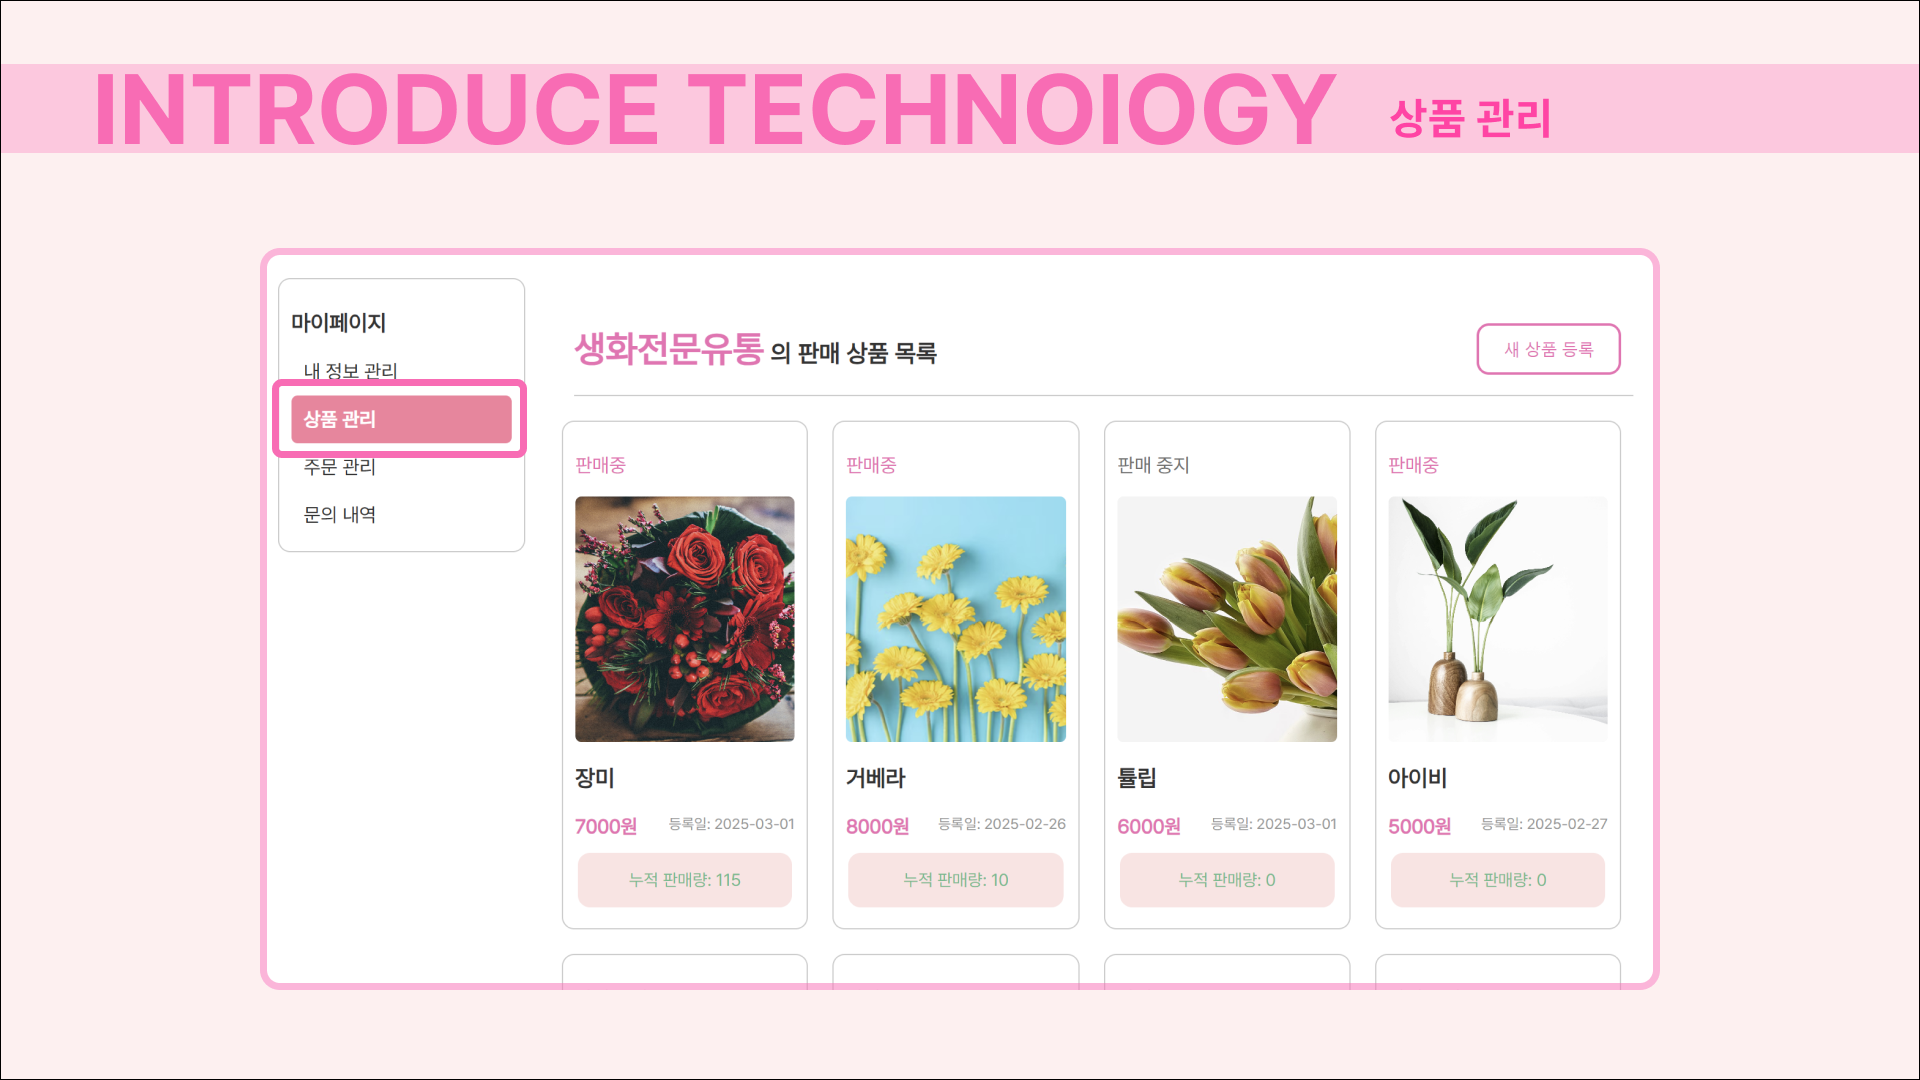 INTRODUCE TECHNOIOGY 상품 관리
마이페이지
내 정보 관리
상품 관리
주문 관리
문의 내역
생화전문유통 의 판매 상품 목록
새 상품 등록
판매중
장미
7000원 등록일: 2025-03-01
누적 판매량: 115
판매중
거베라
8000원 등록일: 2025-02-26
누적 판매량: 10
판매 중지
튤립
6000원 등록일: 2025-03-01
누적 판매량: 0
판매중
아이비
5000원 등록일: 2025-02-27
누적 판매량: 0